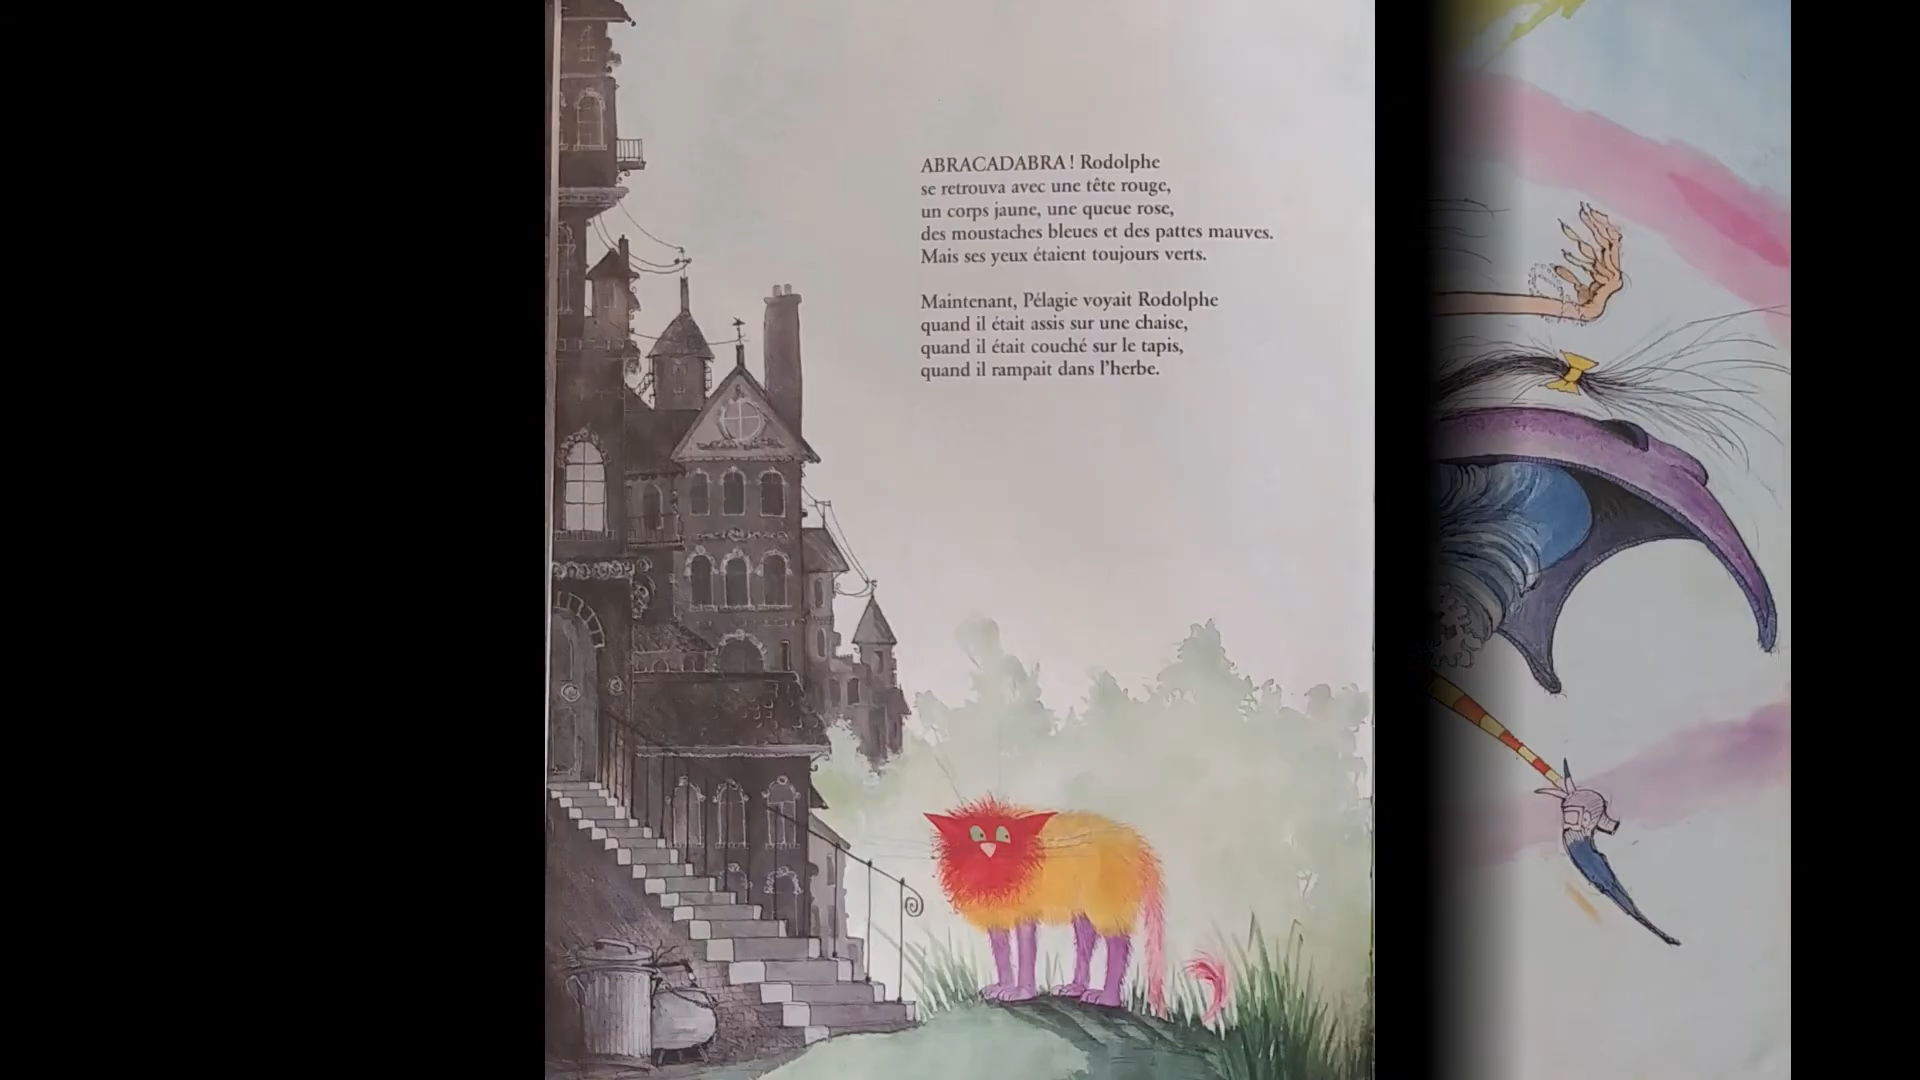 ABRACADABRA ! Rodolphe
se retrouva avec une tête rouge,
un corps jaune, une queue rose,
des moustaches bleues et des pattes mauves.
Mais ses yeux étaient toujours verts.
Maintenant, Pélagie voyait Rodolphe
quand il était assis sur une chaise,
quand il était couché sur le tapis,
quand il rampait dans l'herbe.